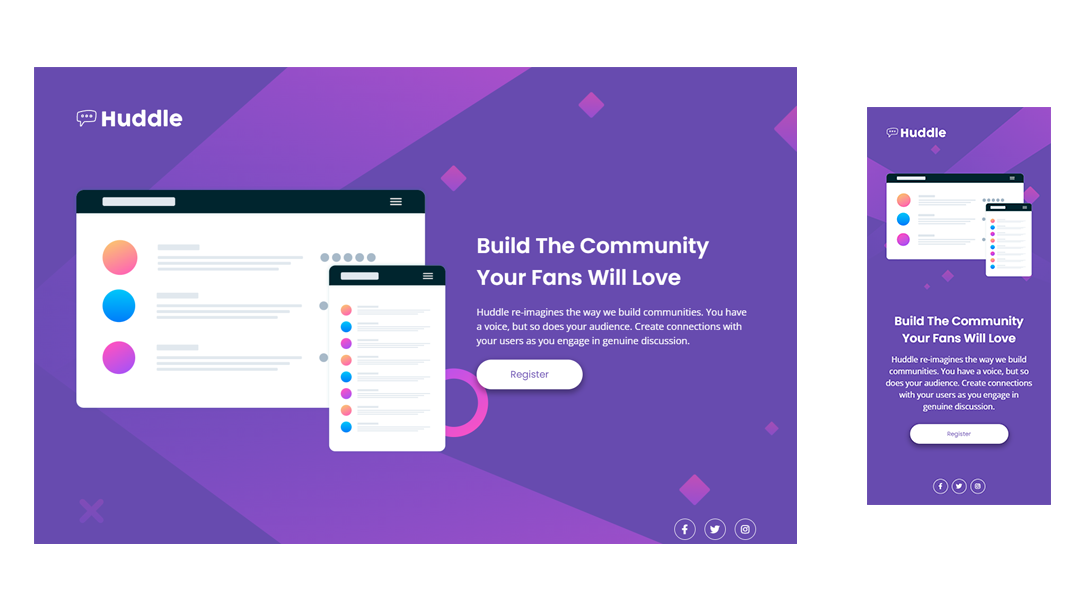 Huddle
Build The Community
Your Fans Will Love
Huddle re-imagines the way we build communities. You have
a voice, but so does your audience. Create connections with
your users as you engage in genuine discussion.
Register
Huddle
Build The Community
Your Fans Will Love
Huddle re-imagines the way we build
communities. You have a voice, but so
does your audience. Create connections
with your users as you engage in
genuine discussion.
Register